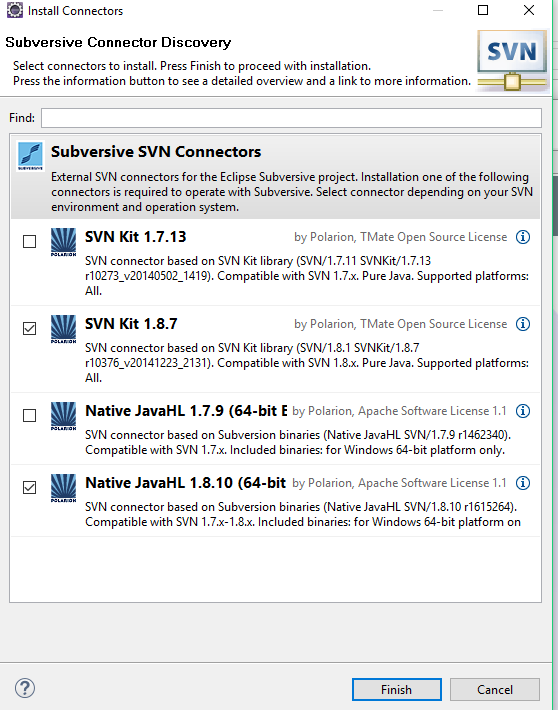 Install Connectors
Subversive Connector Discovery
Select connectors to install. Press Finish to proceed with installation.
Press the information button to see a detailed overview and a link to more information.
SVN
Find:
SUBVERSIVE
Subversive SVN Connectors
External SVN connectors for the Eclipse Subversive project. Installation one of the following
connectors is required to operate with Subversive. Select connector depending on your SVN
environment and operation system.
POLARION
SVN Kit 1.7.13
by Polarion, TMate Open Source License
SVN connector based on SVN Kit library (SVN/1.7.11 SVNKit/1.7.13
r10273_v20140502_1419). Compatible with SVN 1.7.x. Pure Java. Supported platforms:
All.
POLARION
SVN Kit 1.8.7
by Polarion, TMate Open Source License
SVN connector based on SVN Kit library (SVN/1.8.1 SVNKit/1.8.7
r10376_v20141223_2131). Compatible with SVN 1.8.x. Pure Java. Supported platforms:
All.
POLARION
Native JavaHL 1.7.9 (64-bit E
by Polarion, Apache Software License 1.1
SVN connector based on Subversion binaries (Native JavaHL SVN/1.7.9 r1462340).
Compatible with SVN 1.7.x. Included binaries: for Windows 64-bit platform only.
POLARION
Native JavaHL 1.8.10 (64-bit
by Polarion, Apache Software License 1.1
SVN connector based on Subversion binaries (Native JavaHL SVN/1.8.10 r1615264).
Compatible with SVN 1.7.x-1.8.x. Included binaries: for Windows 64-bit platform on
Finish
Cancel